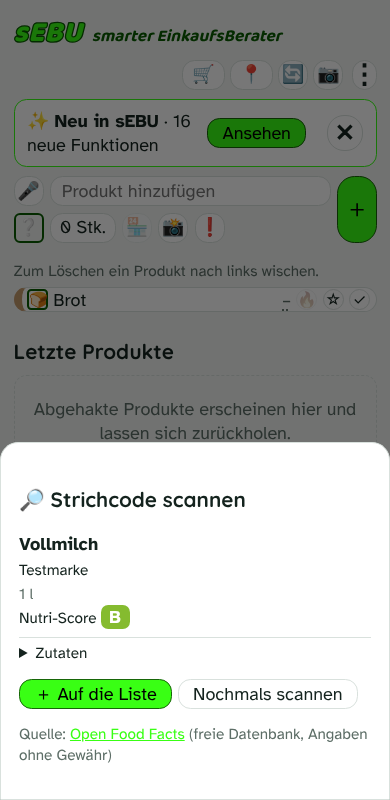 sEBU smarter EinkaufsBerater
✨ Neu in sEBU · 16
neue Funktionen
Ansehen
Produkt hinzufügen
+
0 Stk.
Zum Löschen ein Produkt nach links wischen.
Brot
Letzte Produkte
Abgehakte Produkte erscheinen hier und
lassen sich zurückholen.
🔎 Strichcode scannen
Vollmilch
Testmarke
1 l
Nutri-Score B
▶ Zutaten
+ Auf die Liste
Nochmals scannen
Quelle: Open Food Facts (freie Datenbank, Angaben
ohne Gewähr)